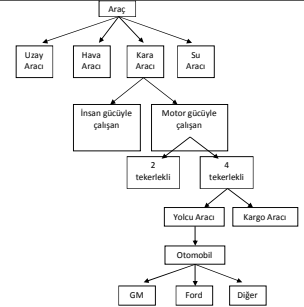 Araç
Uzay
Aracı
Hava
Aracı
Kara
Aracı
Su
Aracı
İnsan gücüyle
çalışan
Motor gücüyle
çalışan
2
tekerlekli
4
tekerlekli
Yolcu Aracı
Kargo Aracı
Otomobil
GM
Ford
Diğer